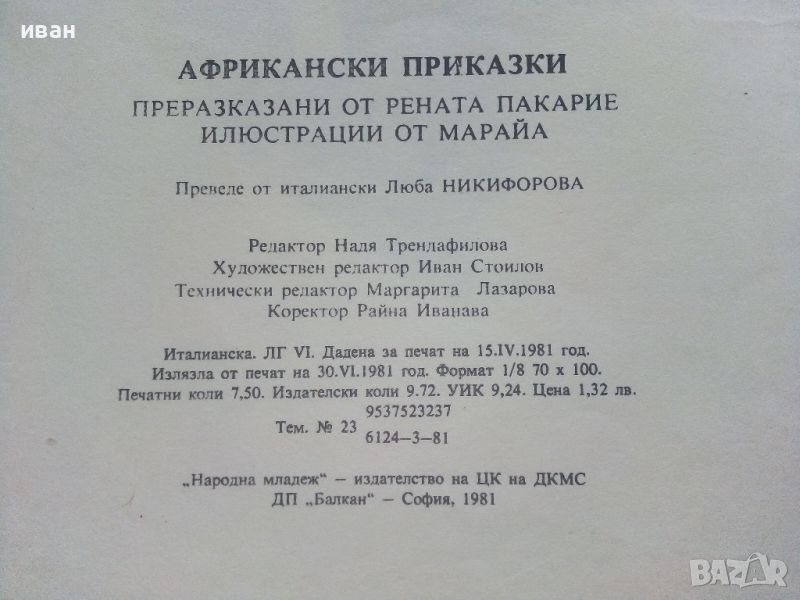 иван
АФРИКАНСКИ ПРИКАЗКИ
ПРЕРАЗКАЗАНИ ОТ РЕНАТА ПАКАРИЕ
ИЛЮСТРАЦИИ ОТ МАРАЙА
Преведе от италиански Люба НИКИФОРОВА
Редактор Надя Трендафилова
Художествен редактор Иван Стоилов
Технически редактор Маргарита Лазарова
Коректор Райна Иванава
Италианска. ЛГ VI. Дадена за печат на 15.IV.1981 год.
Излязла от печат на 30.VI.1981 год. Формат 1/8 70 x 100.
Печатни коли 7,50. Издателски коли 9.72. УИК 9,24. Цена 1,32 лв.
9537523237
Тем. № 23
6124—3—81
„Народна младеж“ — издателство на ЦК на ДКМС
ДП „Балкан“ — София, 1981
BAZAR